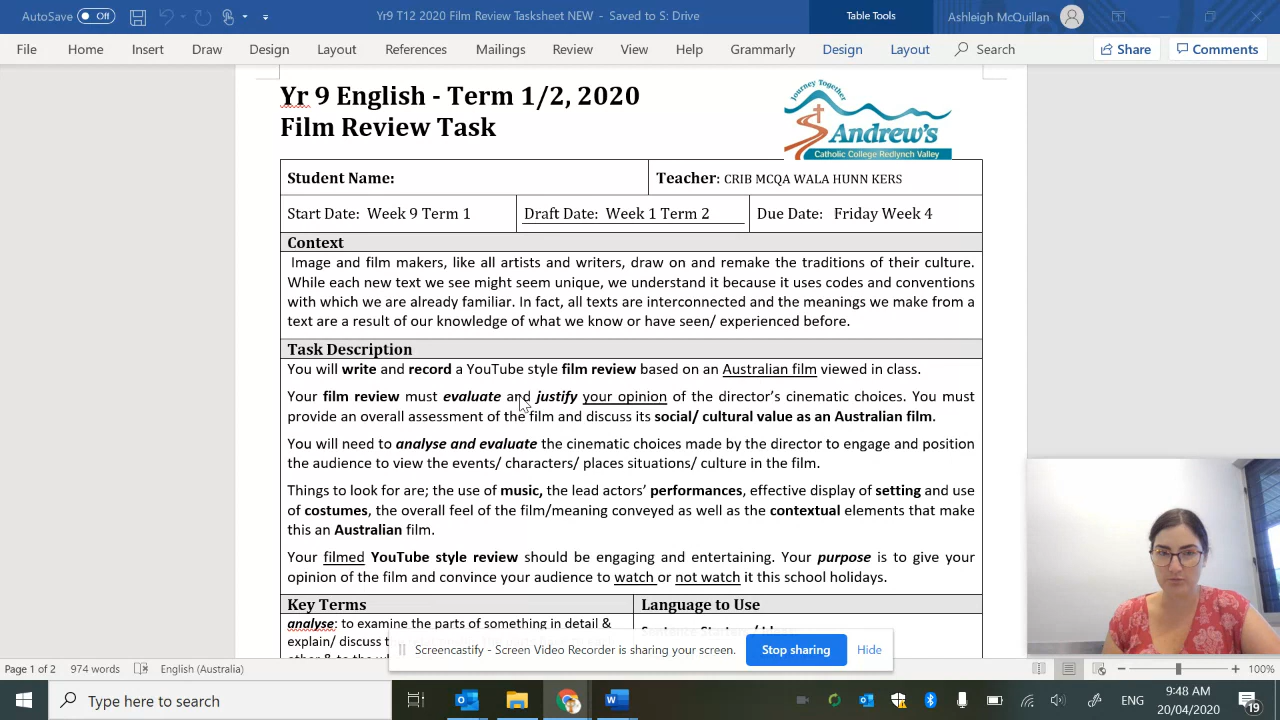 AutoSave Off Yr9 T12 2020 Film Review Tasksheet NEW - Saved to S: Drive Table Tools Ashleigh McQuillan
File Home Insert Draw Design Layout References Mailings Review View Help Grammarly Design Layout Search Share Comments
Yr 9 English - Term 1/2, 2020
Film Review Task
Journey Together
St Andrew's
Catholic College Redlynch Valley
Student Name: Teacher: CRIB MCQA WALA HUNN KERS
Start Date: Week 9 Term 1 Draft Date: Week 1 Term 2 Due Date: Friday Week 4
Context
Image and film makers, like all artists and writers, draw on and remake the traditions of their culture.
While each new text we see might seem unique, we understand it because it uses codes and conventions
with which we are already familiar. In fact, all texts are interconnected and the meanings we make from a
text are a result of our knowledge of what we know or have seen/ experienced before.
Task Description
You will write and record a YouTube style film review based on an Australian film viewed in class.
Your film review must evaluate and justify your opinion of the director's cinematic choices. You must
provide an overall assessment of the film and discuss its social/ cultural value as an Australian film.
You will need to analyse and evaluate the cinematic choices made by the director to engage and position
the audience to view the events/ characters/ places situations/ culture in the film.
Things to look for are; the use of music, the lead actors' performances, effective display of setting and use
of costumes, the overall feel of the film/meaning conveyed as well as the contextual elements that make
this an Australian film.
Your filmed YouTube style review should be engaging and entertaining. Your purpose is to give your
opinion of the film and convince your audience to watch or not watch it this school holidays.
Key Terms Language to Use
analyse: to examine the parts of something in detail &
explain/ discuss
Screencastify - Screen Video Recorder is sharing your screen. Stop sharing Hide
Page 1 of 2 974 words English (Australia) 100%
Type here to search ENG 9:48 AM
20/04/2020 19